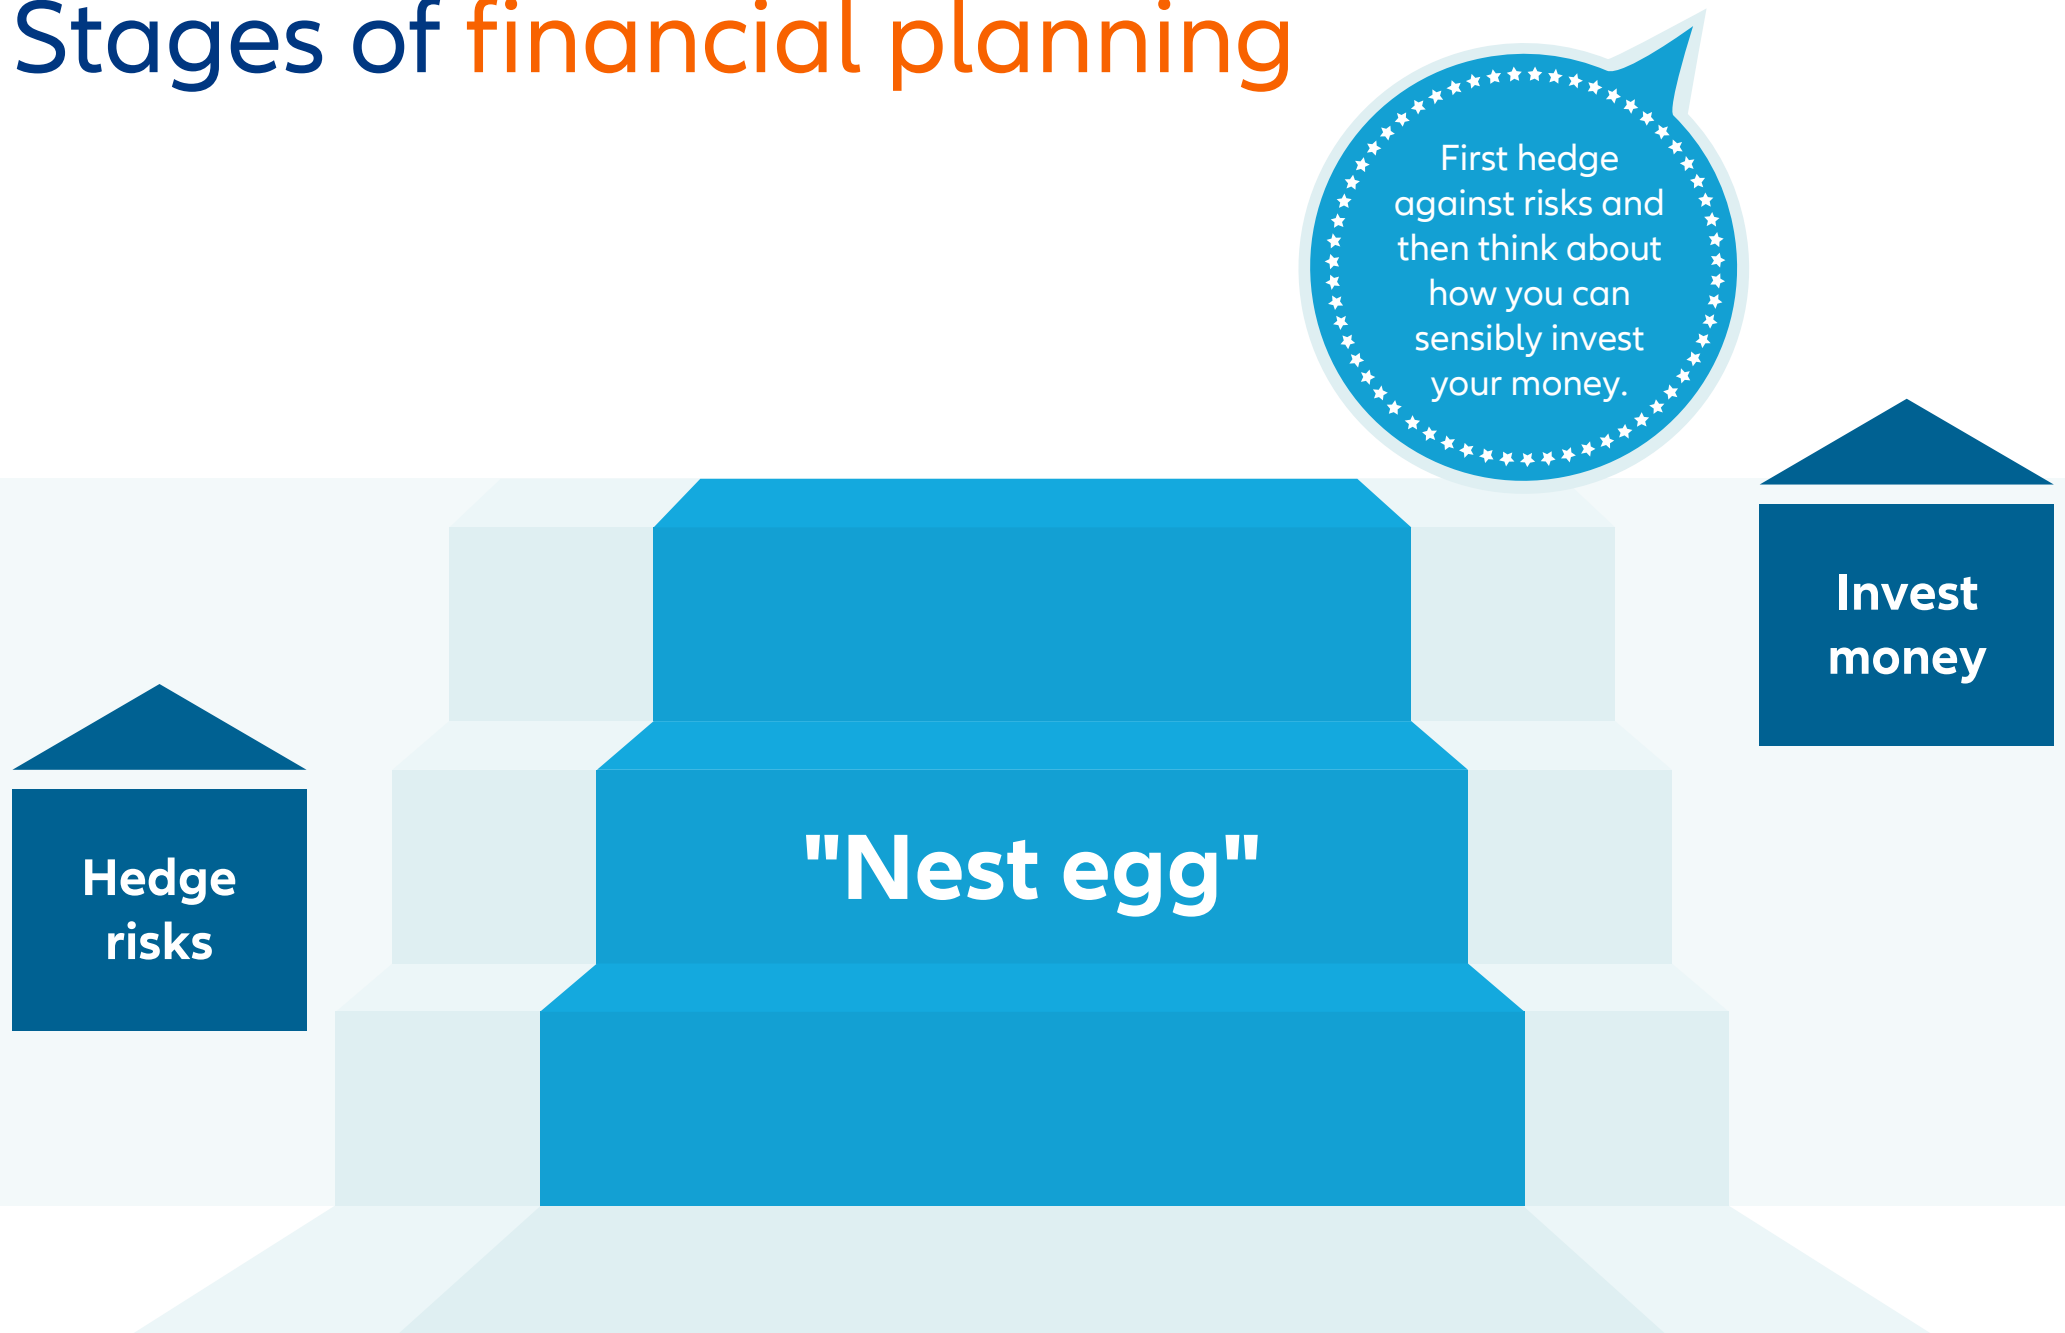 Stages of financial planning
First hedge
against risks and
then think about
how you can
sensibly invest
your money.
Invest
money
"Nest egg"
Hedge
risks